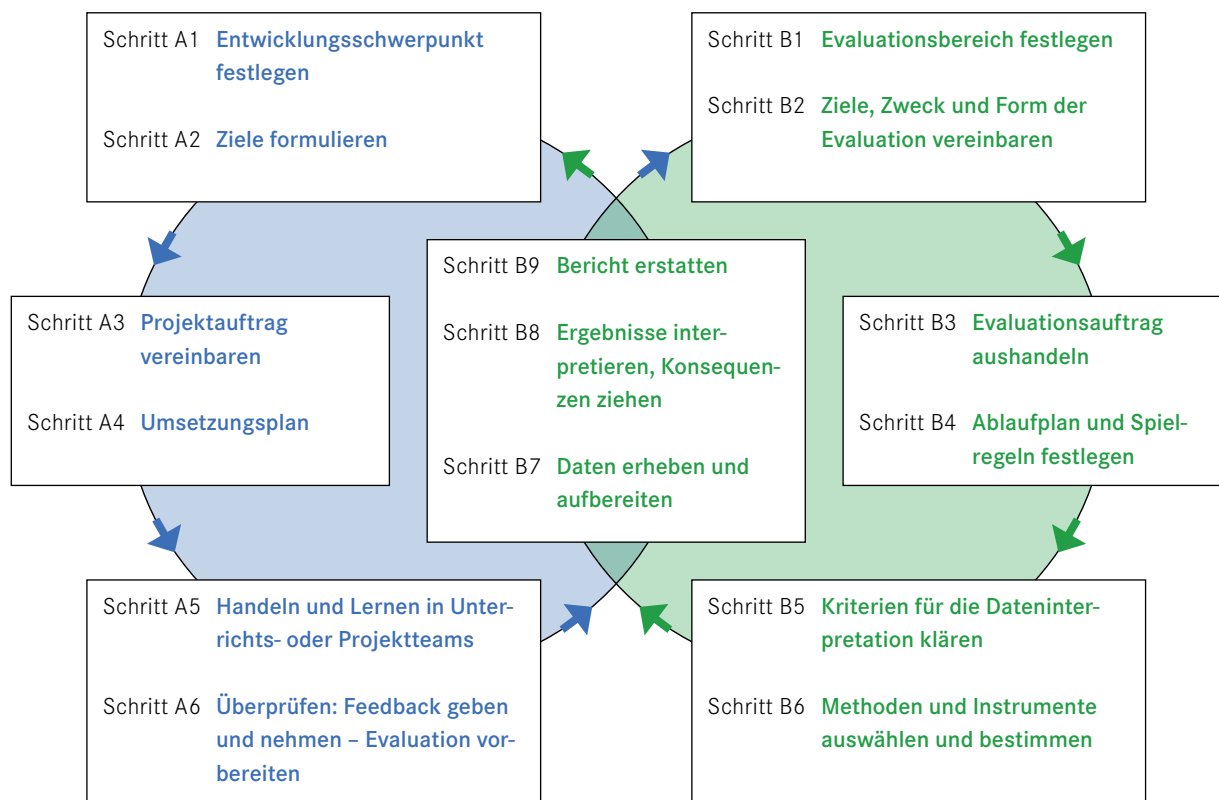 Schritt A1 Entwicklungsschwerpunkt
festlegen
Schritt A2 Ziele formulieren
Schritt B1 Evaluationsbereich festlegen
Schritt B2 Ziele, Zweck und Form der
Evaluation vereinbaren
Schritt A3 Projektauftrag
vereinbaren
Schritt A4 Umsetzungsplan
Schritt B9 Bericht erstatten
Schritt B8 Ergebnisse inter-
pretieren, Konsequen-
zen ziehen
Schritt B7 Daten erheben und
aufbereiten
Schritt B3 Evaluationsauftrag
aushandeln
Schritt B4 Ablaufplan und Spiel-
regeln festlegen
Schritt A5 Handeln und Lernen in Unter-
richts- oder Projektteams
Schritt A6 Überprüfen: Feedback geben
und nehmen – Evaluation vor-
bereiten
Schritt B5 Kriterien für die Dateninter-
pretation klären
Schritt B6 Methoden und Instrumente
auswählen und bestimmen